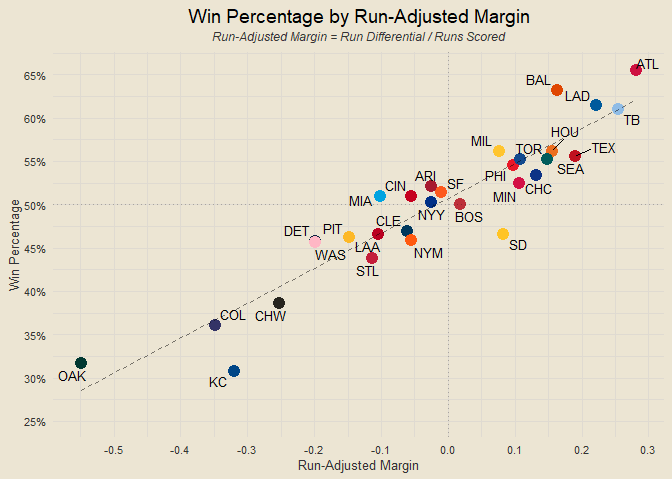 Win Percentage by Run-Adjusted Margin
Run-Adjusted Margin = Run Differential / Runs Scored
65%
60%
55%
50%
45%
40%
35%
30%
25%
Win Percentage
ATL
BAL
LAD
TB
HOU
MIL
TOR
TEX
PHI
SEA
MIN
CHC
ARI
SF
CIN
MIA
NYY
BOS
CLE
DET
PIT
LAA
WAS
NYM
SD
STL
COL
CHW
OAK
KC
-0.5
-0.4
-0.3
-0.2
-0.1
0.0
0.1
0.2
0.3
Run-Adjusted Margin